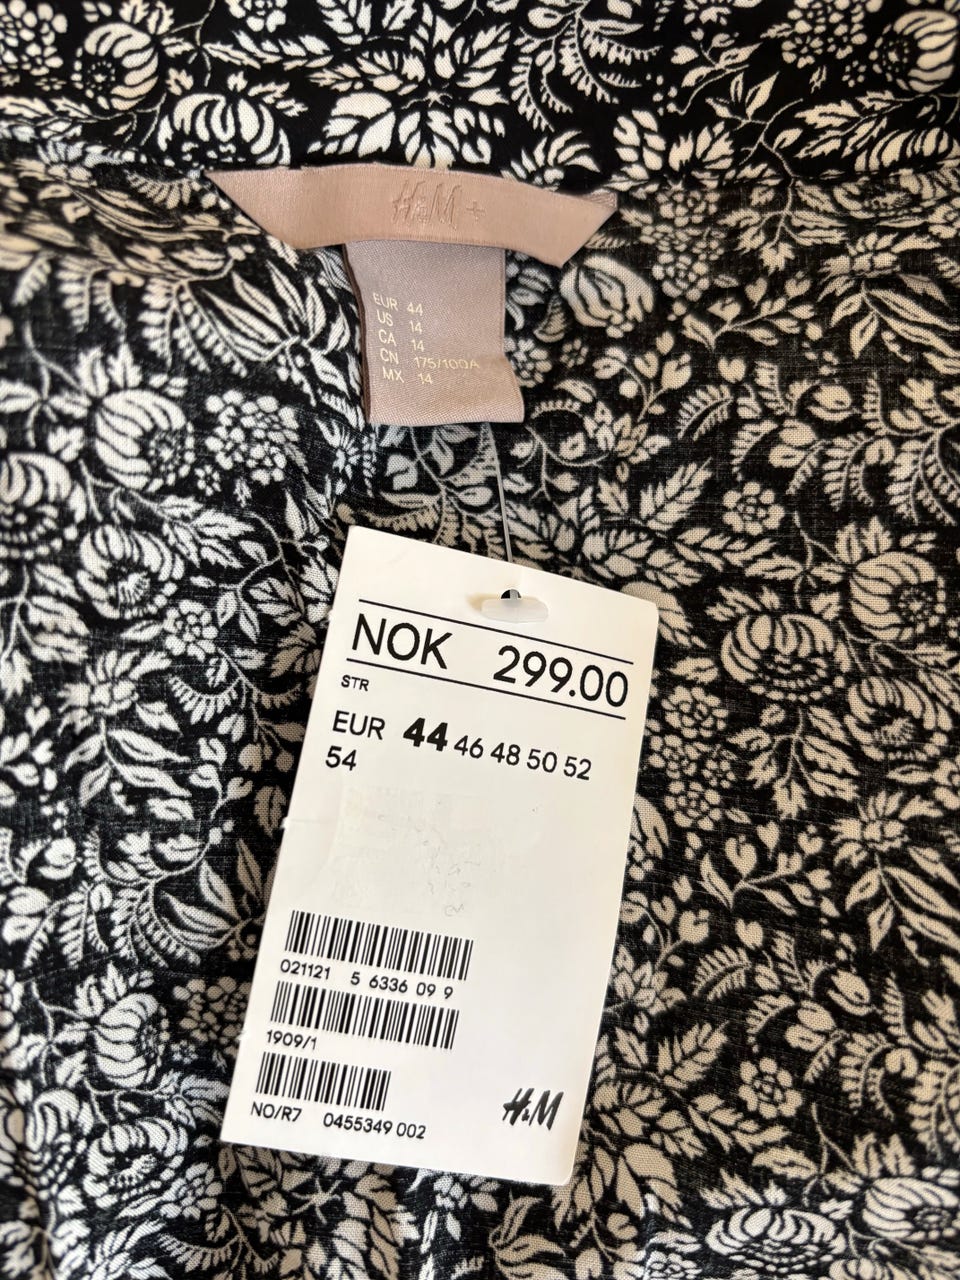 H&M+
EUR 44
US 14
CA 14
CN 175/100A
MX 14
NOK 299.00
STR
EUR 44 46 48 50 52
54
021121 5 6336 09 9
1909/1
NO/R7 0455349 002
H&M